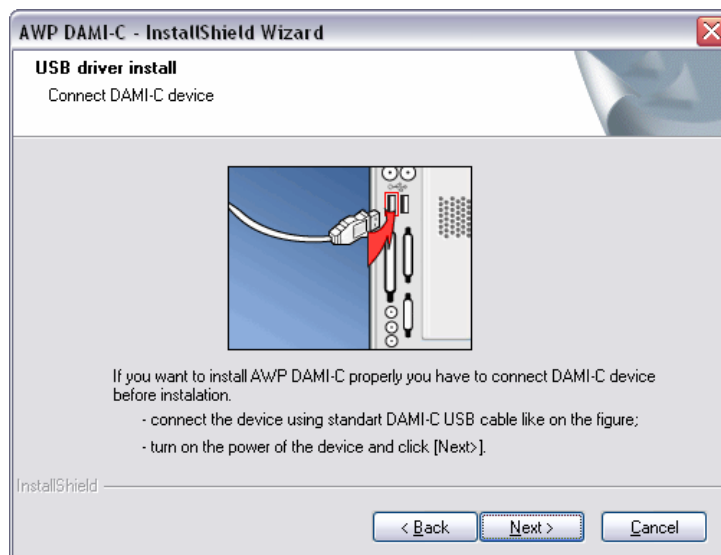 AWP DAMI-C - InstallShield Wizard
USB driver install
Connect DAMI-C device
If you want to install AWP DAMI-C properly you have to connect DAMI-C device
before instalation.
- connect the device using standart DAMI-C USB cable like on the figure;
- turn on the power of the device and click [Next>].
InstallShield
< Back
Next >
Cancel